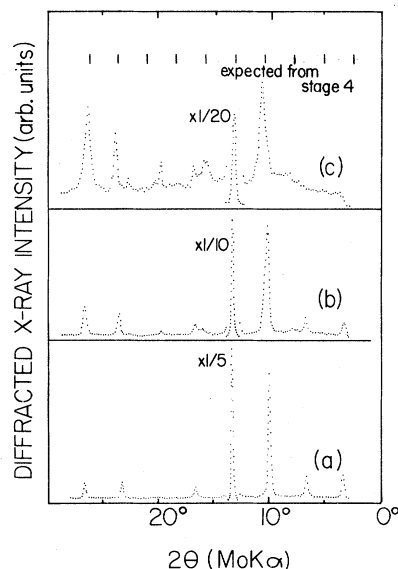 expected from
stage 4
x1/20
(c)
x1/10
(b)
x1/5
(a)
DIFFRACTED X-RAY INTENSITY (arb. units)
20° 10° 0°
2θ (MoKα)